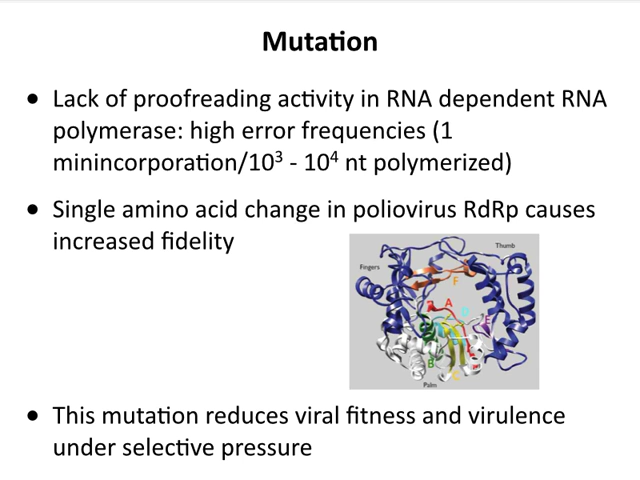 Mutation
• Lack of proofreading activity in RNA dependent RNA
polymerase: high error frequencies (1
minincorporation/10³ - 10⁴ nt polymerized)
• Single amino acid change in poliovirus RdRp causes
increased fidelity
Thumb
Fingers
F
A
D
E
B
C
Palm
• This mutation reduces viral fitness and virulence
under selective pressure